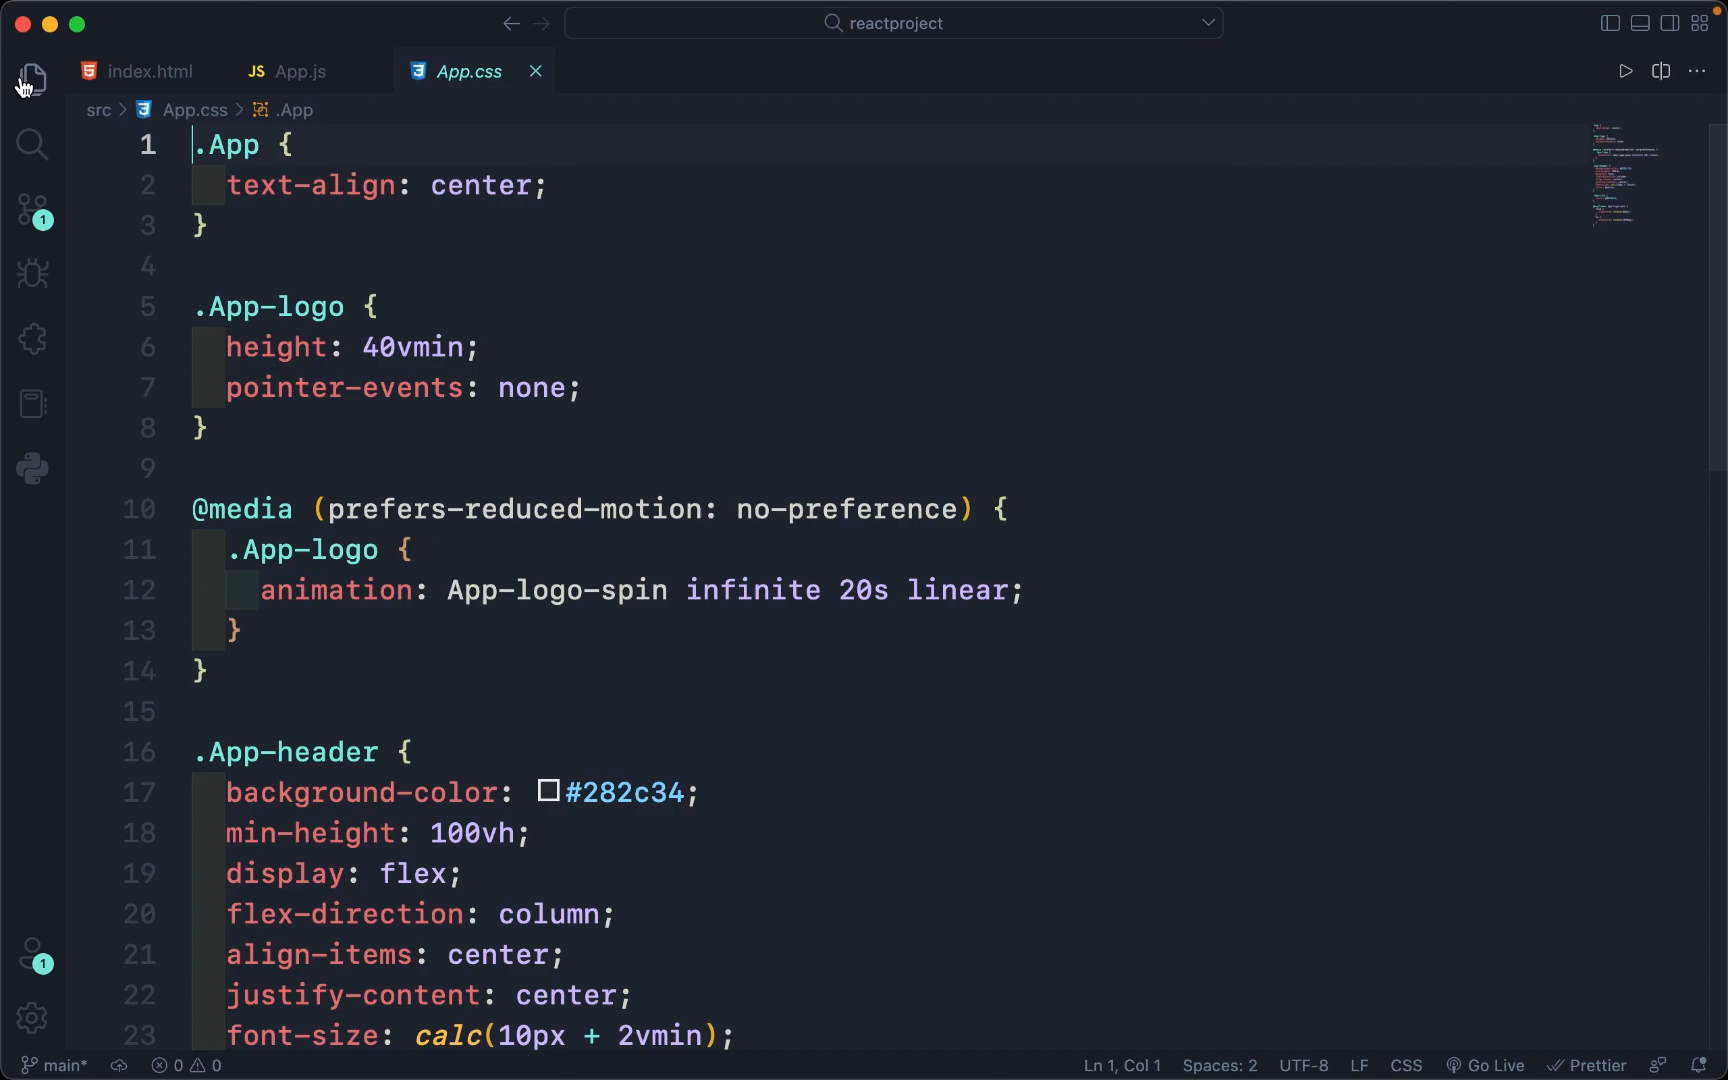 reactproject
index.html
JS App.js
App.css
src > App.css > .App
1 .App {
2 text-align: center;
3 }
4
5 .App-logo {
6 height: 40vmin;
7 pointer-events: none;
8 }
9
10 @media (prefers-reduced-motion: no-preference) {
11 .App-logo {
12 animation: App-logo-spin infinite 20s linear;
13 }
14 }
15
16 .App-header {
17 background-color: #282c34;
18 min-height: 100vh;
19 display: flex;
20 flex-direction: column;
21 align-items: center;
22 justify-content: center;
23 font-size: calc(10px + 2vmin);
1
1
main* 0 0 Ln 1, Col 1 Spaces: 2 UTF-8 LF CSS Go Live Prettier